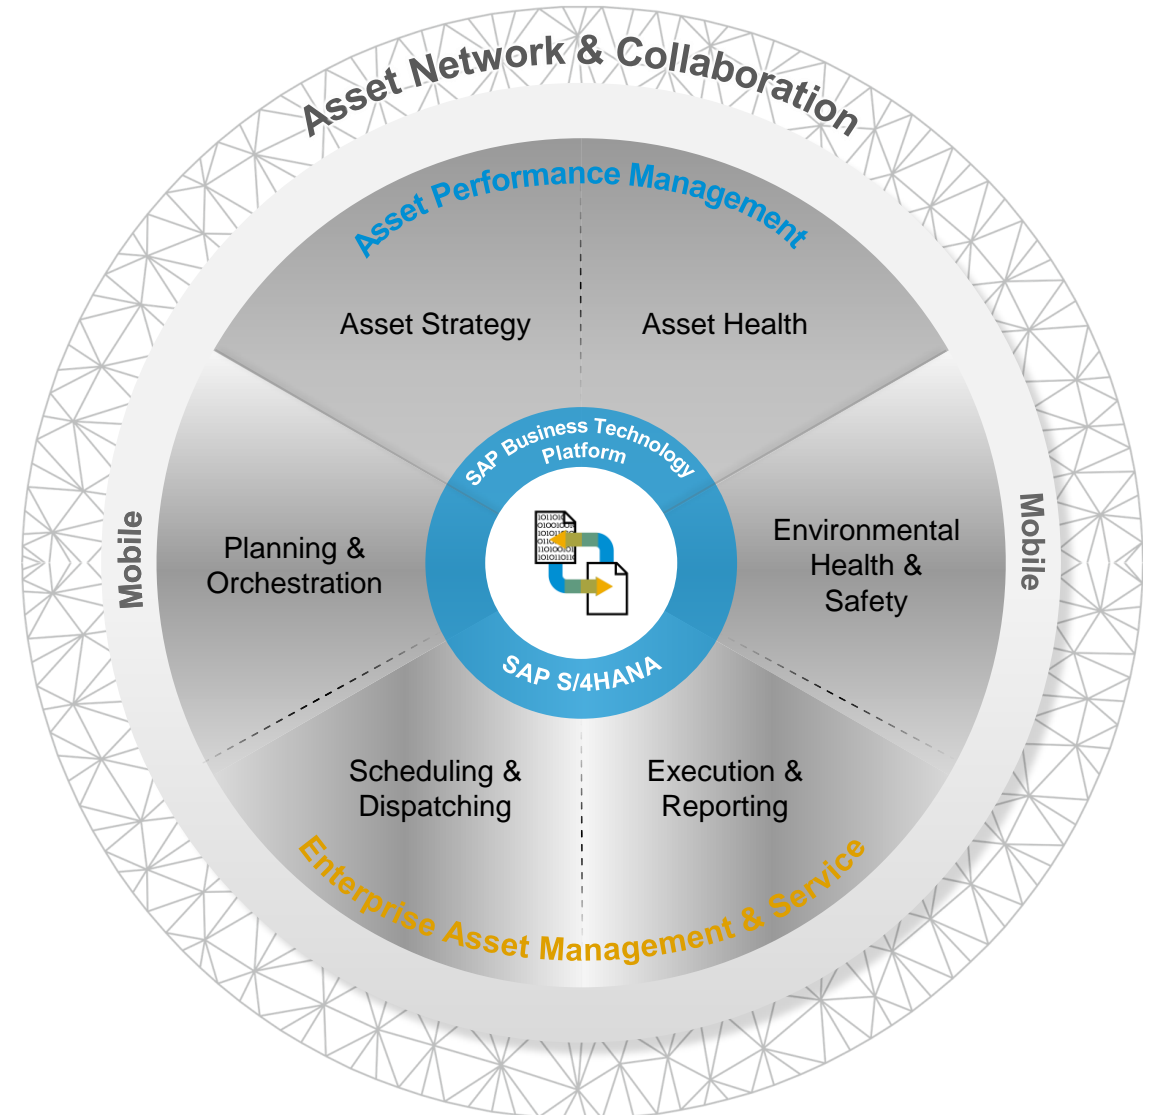 Asset Network & Collaboration
Asset Performance Management
Asset Strategy
Asset Health
SAP Business Technology
Platform
Mobile
Planning &
Orchestration
Environmental
Health &
Safety
Mobile
SAP S/4HANA
Scheduling &
Dispatching
Execution &
Reporting
Enterprise Asset Management & Service